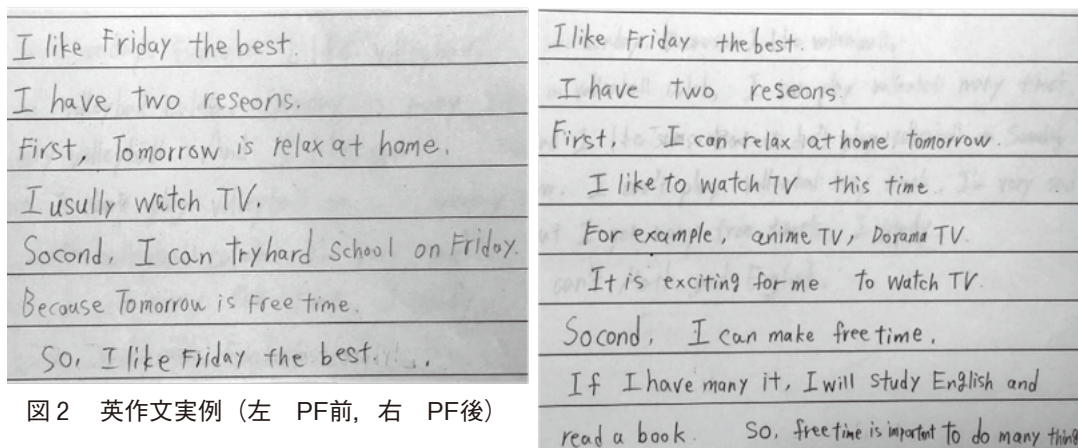 I like Friday the best.
I have two reseons.
First, Tomorrow is relax at home.
I usully watch TV.
Socond, I can tryhard school on Friday.
Becouse Tomorrow is Free time.
So, I like Friday the best.
図2 英作文実例（左 PF前，右 PF後）
I like Friday the best.
I have two reseons.
First, I can relax at home tomorrow.
I like to watch TV this time.
For example, anime TV, Dorama TV.
It is exciting for me to watch TV.
Socond, I can make free time.
If I have many it, I will study English and
read a book. So, free time is important to do many thing